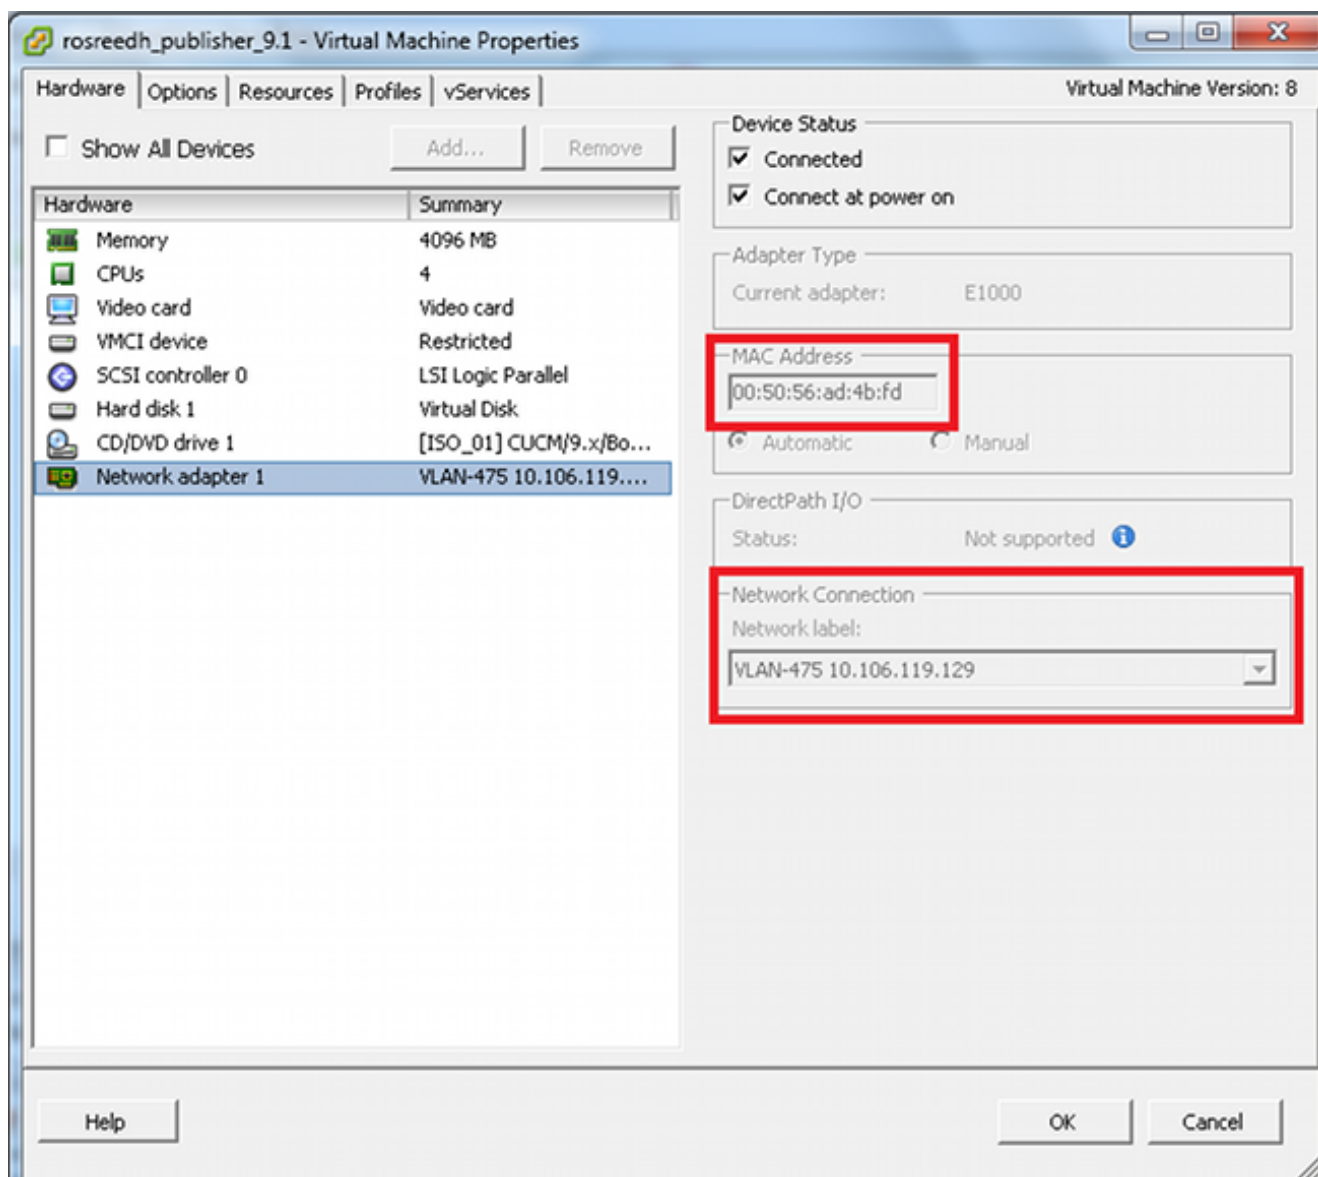 rosreedh_publisher_9.1 - Virtual Machine Properties
Hardware Options Resources Profiles vServices
Virtual Machine Version: 8
Show All Devices
Add...
Remove
Hardware Summary
Memory 4096 MB
CPUs 4
Video card Video card
VMCI device Restricted
SCSI controller 0 LSI Logic Parallel
Hard disk 1 Virtual Disk
CD/DVD drive 1 [ISO_01] CUCM/9.x/Bo...
Network adapter 1 VLAN-475 10.106.119....
Device Status
Connected
Connect at power on
Adapter Type
Current adapter: E1000
MAC Address
00:50:56:ad:4b:fd
Automatic Manual
DirectPath I/O
Status: Not supported
Network Connection
Network label:
VLAN-475 10.106.119.129
Help
OK
Cancel